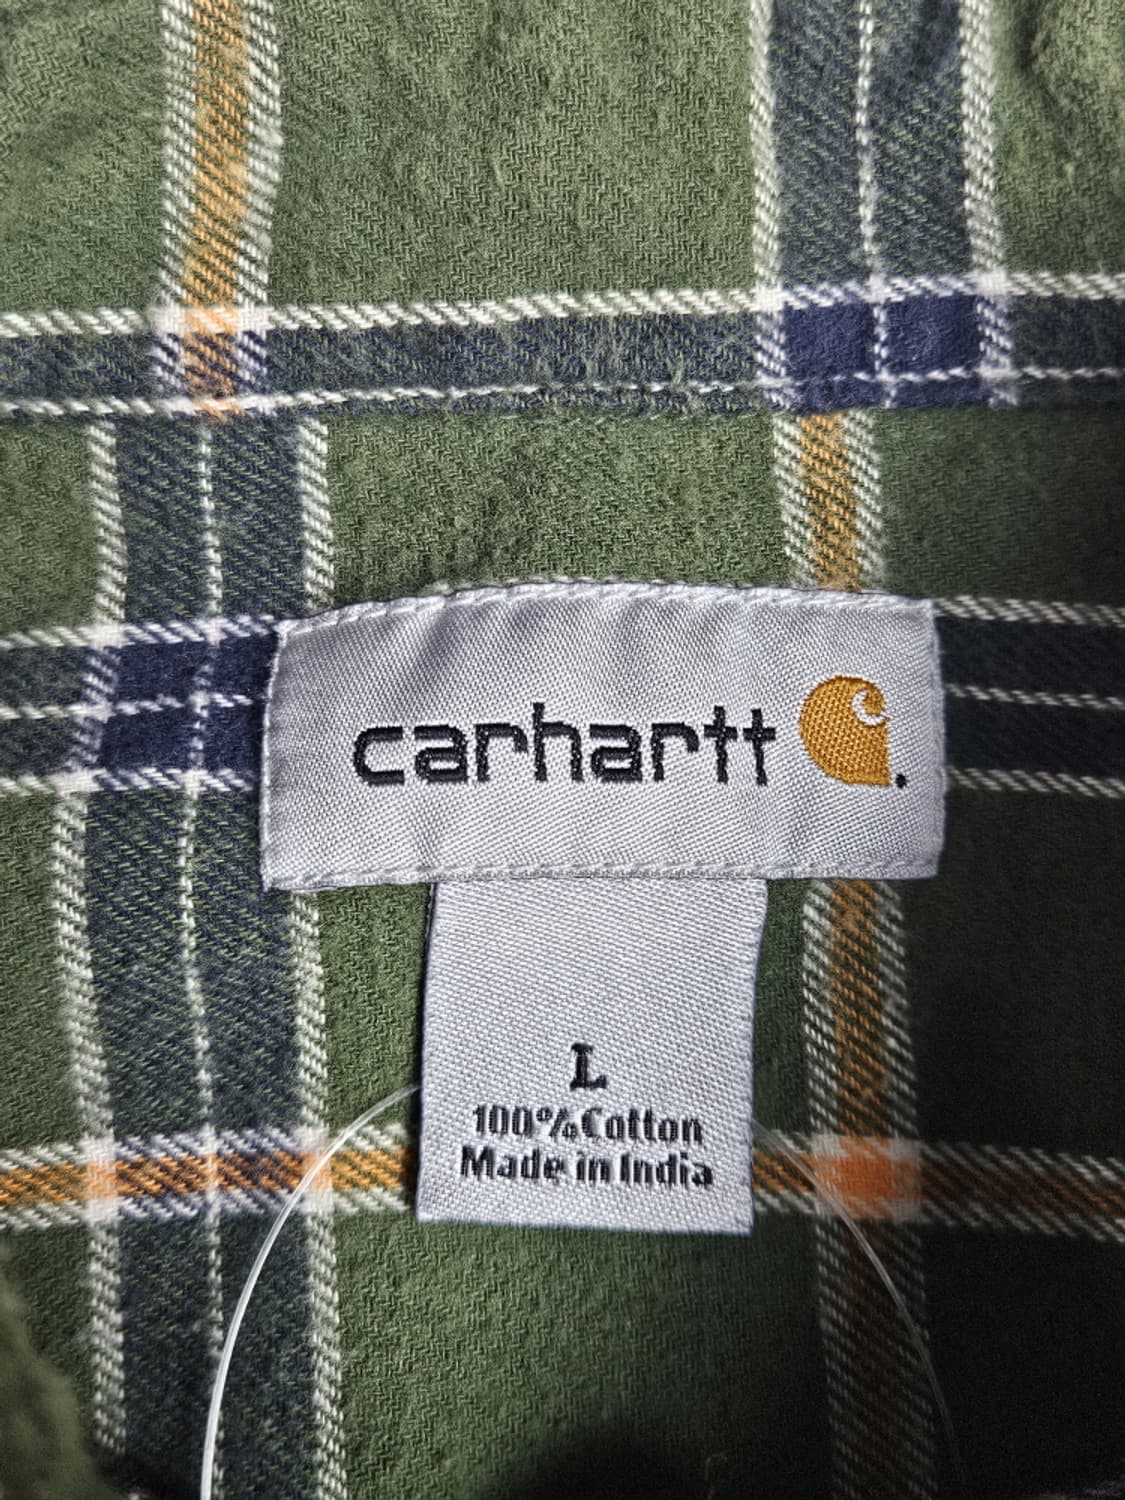 carhartt
L
100% Cotton
Made in India